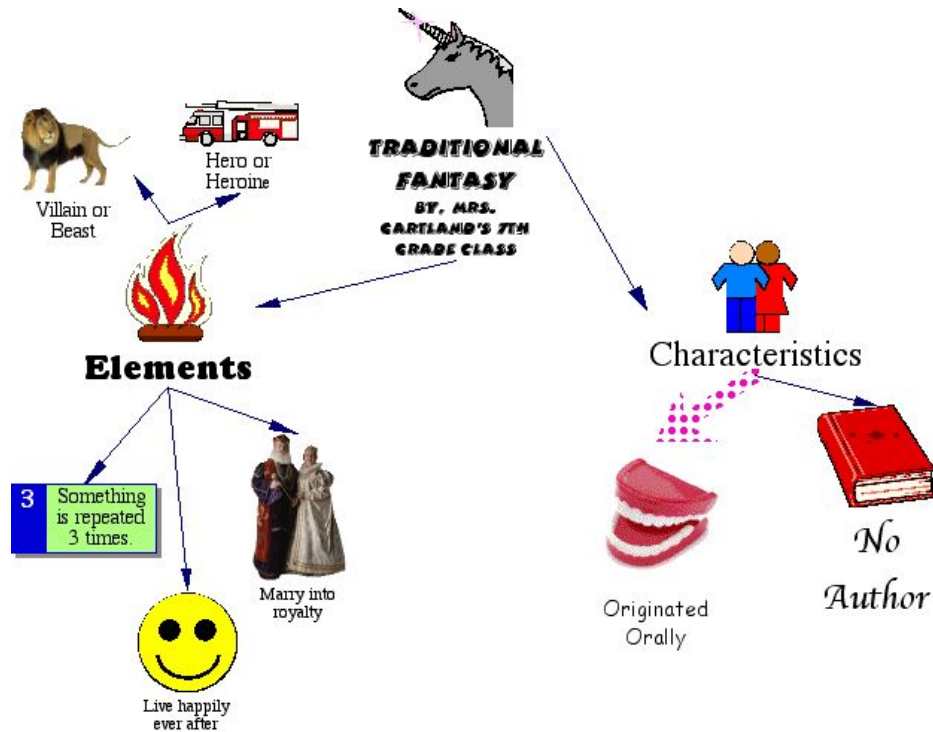 TRADITIONAL
FANTASY
BY, MRS.
CARTLAND'S 7TH
GRADE CLASS
Villain or
Beast
Hero or
Heroine
Elements
3
Something
is repeated
3 times.
Live happily
ever after
Marry into
royalty
Characteristics
Originated
Orally
No
Author